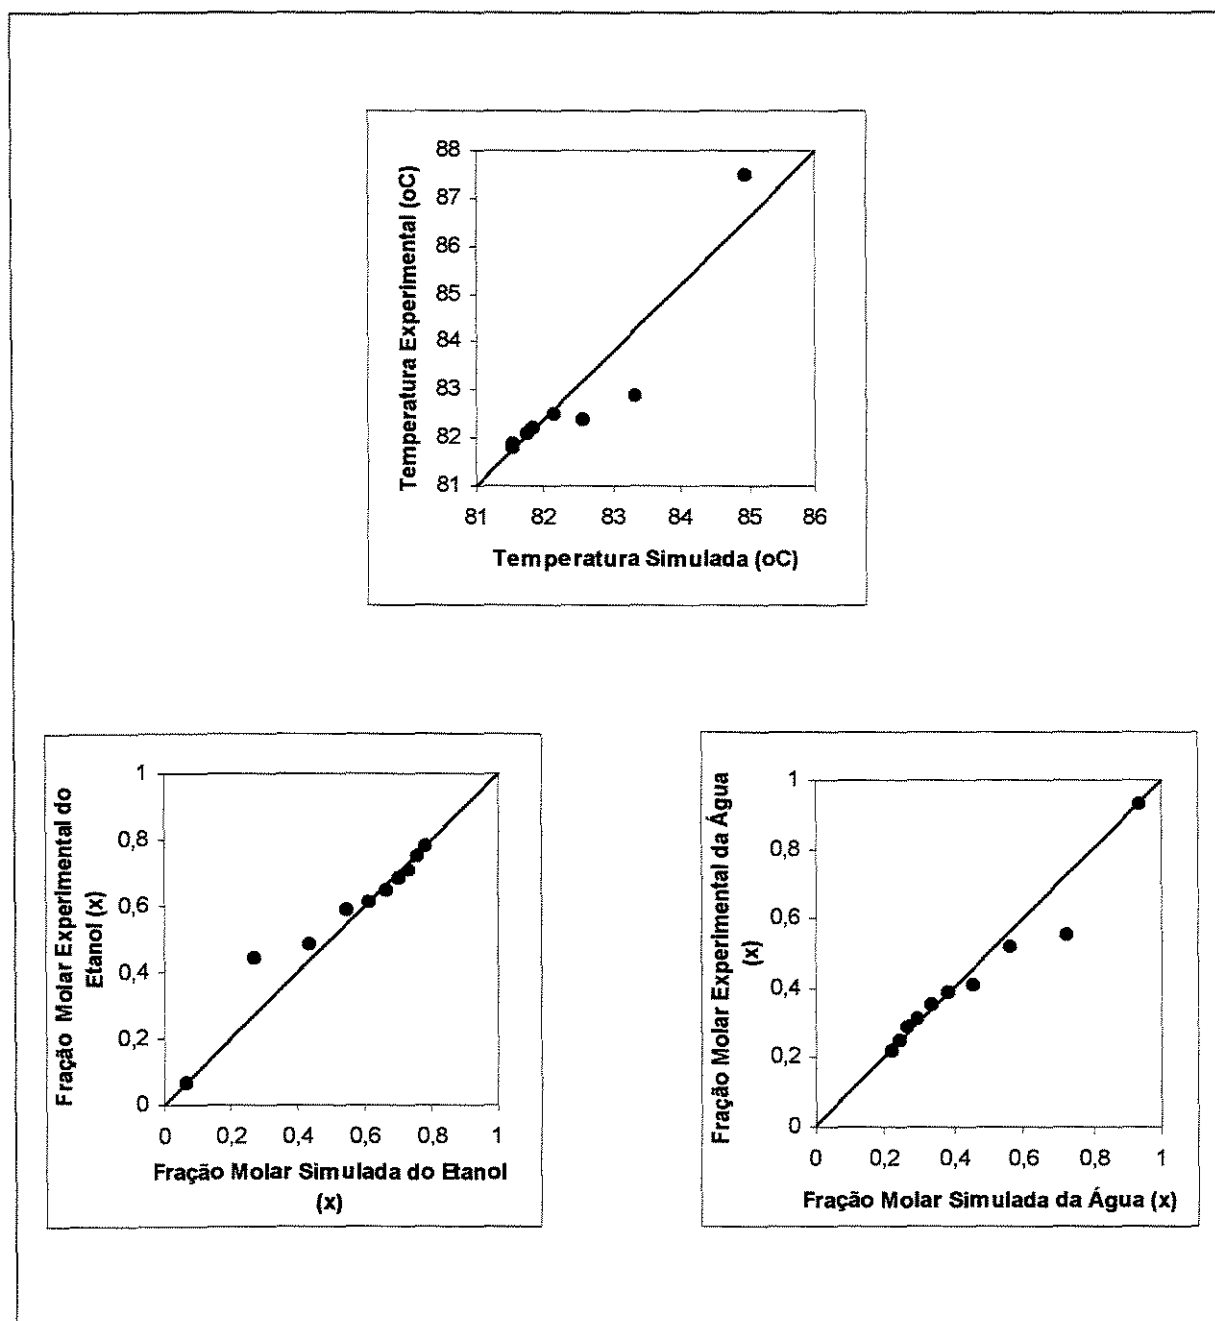 88
87
86
85
84
83
82
81
Temperatura Experimental (oC)
81 82 83 84 85 86
Temperatura Simulada (oC)
1
0,8
0,6
0,4
0,2
0
Fração Molar Experimental do
Etanol (x)
0 0,2 0,4 0,6 0,8 1
Fração Molar Simulada do Etanol
(x)
1
0,8
0,6
0,4
0,2
0
Fração Molar Experimental da Água
(x)
0 0,2 0,4 0,6 0,8 1
Fração Molar Simulada da Água (x)